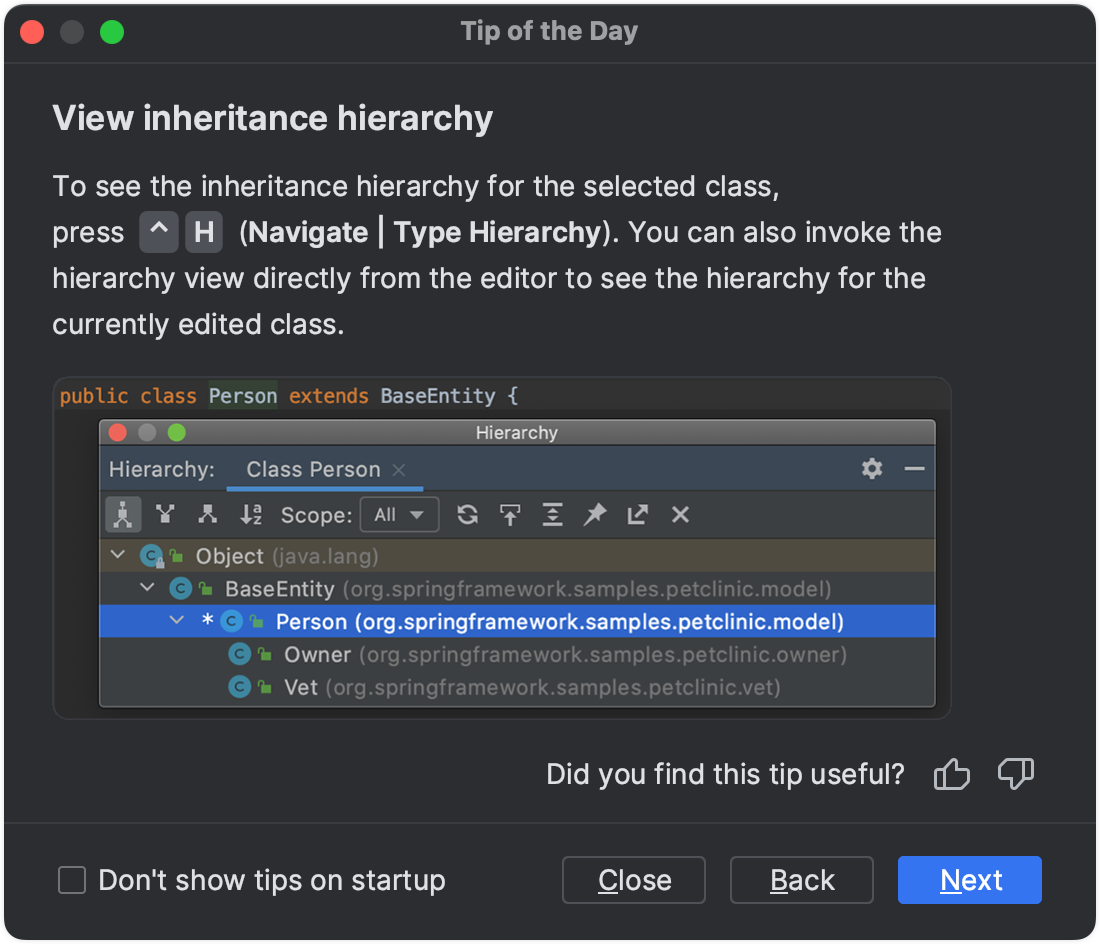 Tip of the Day
View inheritance hierarchy
To see the inheritance hierarchy for the selected class,
press ^ H (Navigate | Type Hierarchy). You can also invoke the
hierarchy view directly from the editor to see the hierarchy for the
currently edited class.
public class Person extends BaseEntity {
Hierarchy
Hierarchy: Class Person
Scope: All
Object (java.lang)
BaseEntity (org.springframework.samples.petclinic.model)
* Person (org.springframework.samples.petclinic.model)
Owner (org.springframework.samples.petclinic.owner)
Vet (org.springframework.samples.petclinic.vet)
Did you find this tip useful?
Don't show tips on startup Close Back Next